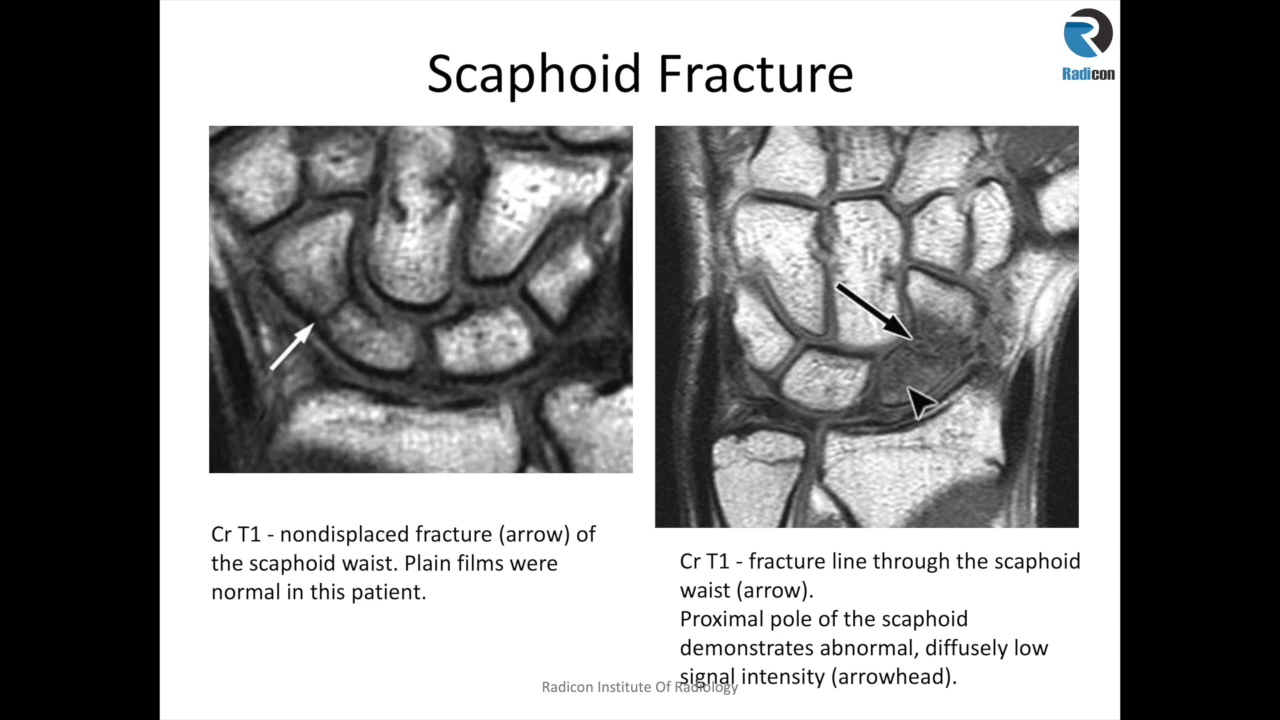 Radicon
Scaphoid Fracture
Cr T1 - nondisplaced fracture (arrow) of
the scaphoid waist. Plain films were
normal in this patient.
Cr T1 - fracture line through the scaphoid
waist (arrow).
Proximal pole of the scaphoid
demonstrates abnormal, diffusely low
signal intensity (arrowhead).
Radicon Institute Of Radiology